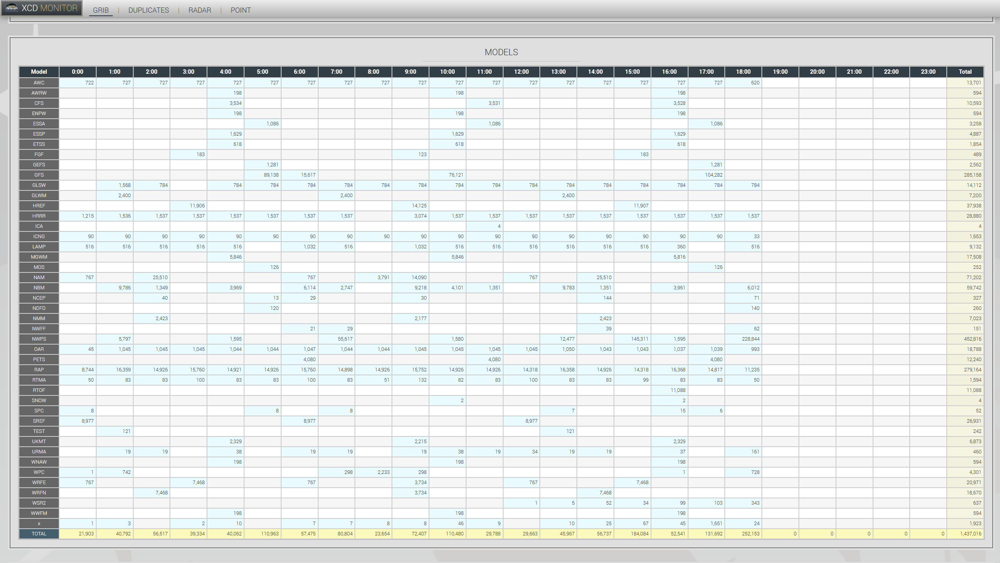 XCD MONITOR GRIB | DUPLICATES | RADAR | POINT
MODELS
Model 0:00 1:00 2:00 3:00 4:00 5:00 6:00 7:00 8:00 9:00 10:00 11:00 12:00 13:00 14:00 15:00 16:00 17:00 18:00 19:00 20:00 21:00 22:00 23:00 Total
AWC 722 727 727 727 727 727 727 727 727 727 727 727 727 727 727 727 727 727 620 13,701
AWRW 198 198 198 594
CFS 3,534 3,531 3,528 10,593
ENPW 198 198 198 594
ESSA 1,086 1,086 1,086 3,258
ESSP 1,629 1,629 1,629 4,887
ETSS 618 618 618 1,854
FGF 183 123 183 489
GEFS 1,281 1,281 2,562
GFS 89,138 15,617 76,121 104,282 285,158
GLSW 1,568 784 784 784 784 784 784 784 784 784 784 784 784 784 784 784 784 14,112
GLWM 2,400 2,400 2,400 7,200
HREF 11,906 14,125 11,907 37,938
HRRR 1,215 1,536 1,537 1,537 1,537 1,537 1,537 1,537 3,074 1,537 1,537 1,537 1,537 1,537 1,537 1,537 1,537 1,537 28,880
ICA 4 4
ICNG 90 90 90 90 90 90 90 90 90 90 90 90 90 90 90 90 90 90 33 1,653
LAMP 516 516 516 516 516 1,032 516 1,032 516 516 516 516 516 516 360 516 9,132
MGWM 5,846 5,846 5,816 17,508
MOS 126 126 252
NAM 767 25,510 767 3,791 14,090 767 25,510 71,202
NBM 9,786 1,349 3,969 6,114 2,747 9,218 4,101 1,351 9,783 1,351 3,961 6,012 59,742
NCEP 40 13 29 30 144 71 327
NDFD 120 140 260
NMM 2,423 2,177 2,423 7,023
NWFF 21 29 39 62 151
NWPS 5,797 1,595 55,617 1,580 12,477 145,311 1,595 228,844 452,816
OAR 45 1,045 1,045 1,045 1,044 1,044 1,047 1,044 1,044 1,045 1,045 1,045 1,045 1,050 1,043 1,043 1,037 1,039 993 18,788
PETS 4,080 4,080 4,080 12,240
RAP 8,744 16,359 14,926 15,760 14,921 14,926 15,760 14,898 14,926 15,752 14,926 14,926 14,318 16,358 14,926 14,318 16,368 14,817 11,235 279,164
RTMA 50 83 83 100 83 83 100 83 51 132 82 83 100 83 83 99 83 83 50 1,594
RTOF 11,088 11,088
SNOW 2 2 4
SPC 8 8 8 7 15 6 52
SREF 8,977 8,977 8,977 26,931
TEST 121 121 242
UKMT 2,329 2,215 2,329 6,873
URMA 19 19 38 19 19 19 38 19 34 19 19 37 161 460
WNAW 198 198 198 594
WPC 1 742 298 2,233 298 1 728 4,301
WRFE 767 7,468 767 3,734 767 7,468 20,971
WRFN 7,468 3,734 7,468 18,670
WSR2 1 5 52 34 99 103 343 637
WWFM 198 198 198 594
x 1 3 2 10 7 7 8 8 46 9 10 25 67 45 1,651 24 1,923
TOTAL 21,903 40,792 56,517 39,334 40,062 110,963 57,475 80,804 23,654 72,407 110,480 29,788 29,663 45,967 56,737 184,084 52,541 131,692 252,153 0 0 0 0 0 1,437,016